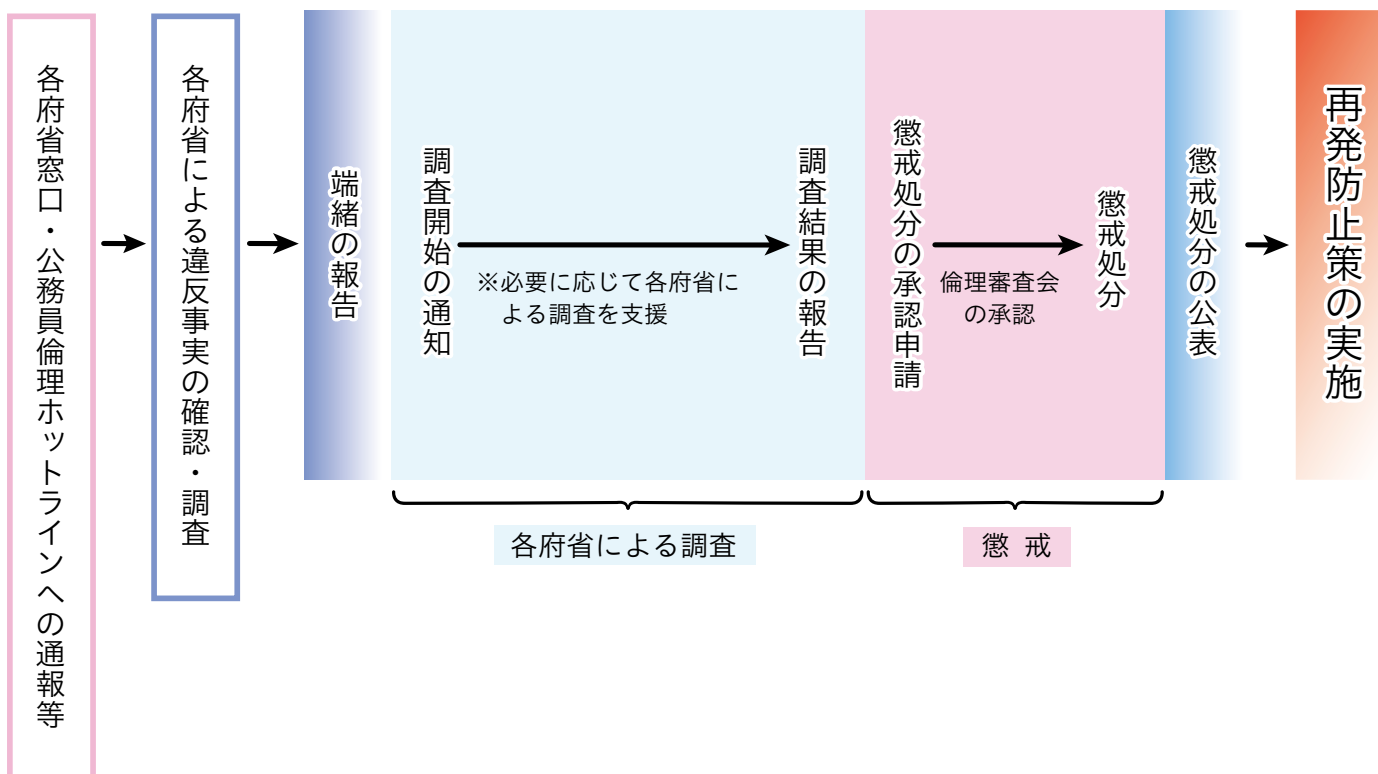 各府省窓口・公務員倫理ホットラインへの通報等
各府省による違反事実の確認・調査
端緒の報告
調査開始の通知
※必要に応じて各府省に
よる調査を支援
調査結果の報告
懲戒処分の承認申請
倫理審査会
の承認
懲戒処分
懲戒処分の公表
再発防止策の実施
各府省による調査
懲 戒